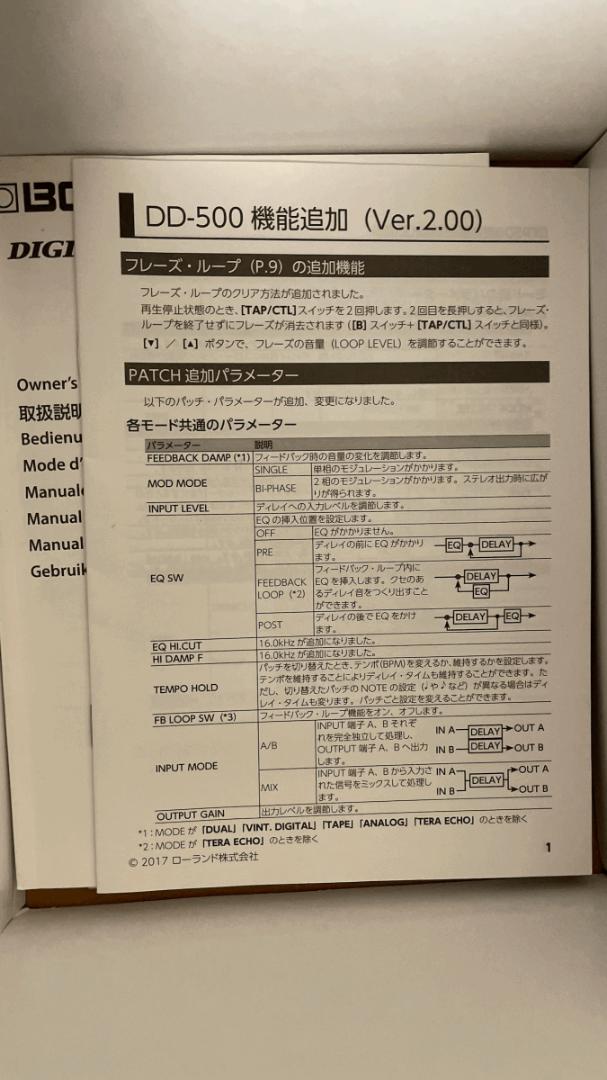 BO
DIGI
Owner's
取扱説明
Bedienu
Mode d'
Manual
Manual
Manual
Gebruik
DD-500 機能追加（Ver.2.00）
フレーズ・ループ（P.9）の追加機能
フレーズ・ループのクリア方法が追加されました。
再生停止状態のとき、[TAP/CTL]スイッチを2回押します。2回目を長押しすると、フレーズ・
ループを終了せずにフレーズが消去されます（[B] スイッチ+ [TAP/CTL] スイッチと同様）。
[▼] ／ [▲] ボタンで、フレーズの音量（LOOP LEVEL）を調節することができます。
PATCH 追加パラメーター
以下のパッチ・パラメーターが追加、変更になりました。
各モード共通のパラメーター
パラメーター 説明
FEEDBACK DAMP (*1) フィードバック時の音量の変化を調節します。
MOD MODE
SINGLE 単相のモジュレーションがかかります。
BI-PHASE 2 相のモジュレーションがかかります。ステレオ出力時に広が
りが得られます。
INPUT LEVEL ディレイへの入力レベルを調節します。
EQ SW
EQ の挿入位置を設定します。
OFF EQ がかかりません。
PRE ディレイの前に EQ がかかり
ます。
EQ DELAY
FEEDBACK
LOOP（*2）
フィードバック・ループ内に
EQ を挿入します。クセのあ
るディレイ音をつくり出すこと
ができます。
DELAY
EQ
POST ディレイの後で EQ をかけ
ます。
DELAY EQ
EQ HI.CUT 16.0kHz が追加になりました。
HI DAMP F 16.0kHz が追加になりました。
TEMPO HOLD
パッチを切り替えたとき、テンポ(BPM)を変えるか、維持するかを設定します。
テンポを維持することによりディレイ・タイムも維持することができます。た
だし、切り替えたパッチの NOTE の設定（♩や♪など）が異なる場合はディ
レイ・タイムも変ります。パッチごと設定を変えることができます。
FB LOOP SW（*3） フィードバック・ループ機能をオン、オフします。
INPUT MODE
A/B
INPUT 端子 A、B それぞ
れを完全独立して処理し、
OUTPUT 端子 A、B へ出力
します。
IN A DELAY OUT A
IN B DELAY OUT B
MIX
INPUT 端子 A、B から入力さ
れた信号をミックスして処理し
ます。
IN A DELAY OUT A
IN B OUT B
OUTPUT GAIN 出力レベルを調節します。
*1：MODE が「DUAL」「VINT. DIGITAL」「TAPE」「ANALOG」「TERA ECHO」のときを除く
*2：MODE が「TERA ECHO」のときを除く
© 2017 ローランド株式会社
1